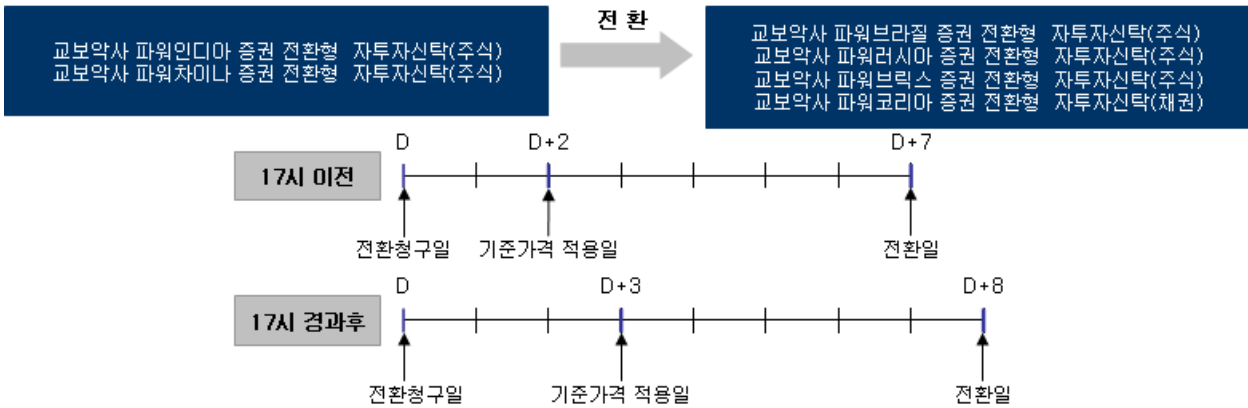 전 환
교보악사 파워인디아 증권 전환형 자투자신탁(주식)
교보악사 파워차이나 증권 전환형 자투자신탁(주식)
교보악사 파워브라질 증권 전환형 자투자신탁(주식)
교보악사 파워러시아 증권 전환형 자투자신탁(주식)
교보악사 파워브릭스 증권 전환형 자투자신탁(주식)
교보악사 파워코리아 증권 전환형 자투자신탁(채권)
D D+2 D+7
17시 이전
전환청구일 기준가격 적용일 전환일
D D+3 D+8
17시 경과후
전환청구일 기준가격 적용일 전환일